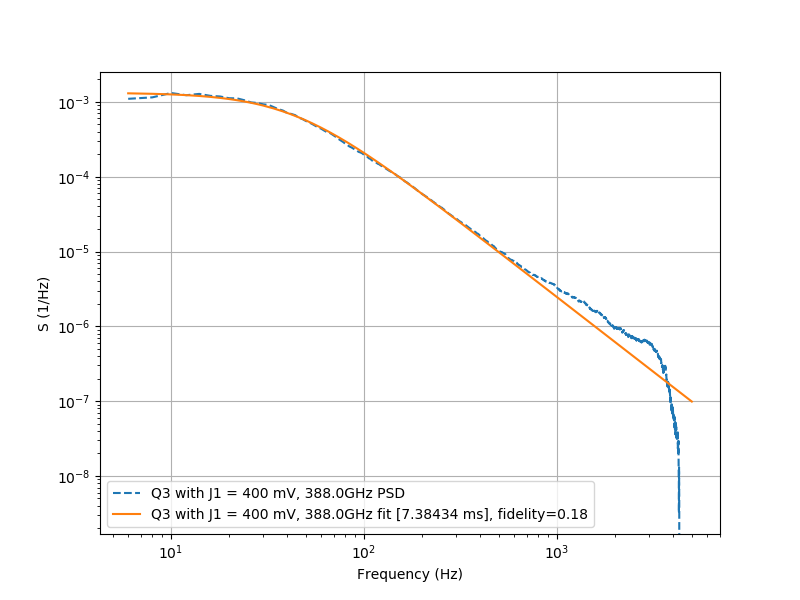 10⁻³
10⁻⁴
10⁻⁵
10⁻⁶
10⁻⁷
10⁻⁸
S (1/Hz)
Q3 with J1 = 400 mV, 388.0GHz PSD
Q3 with J1 = 400 mV, 388.0GHz fit [7.38434 ms], fidelity=0.18
10¹ 10² 10³
Frequency (Hz)